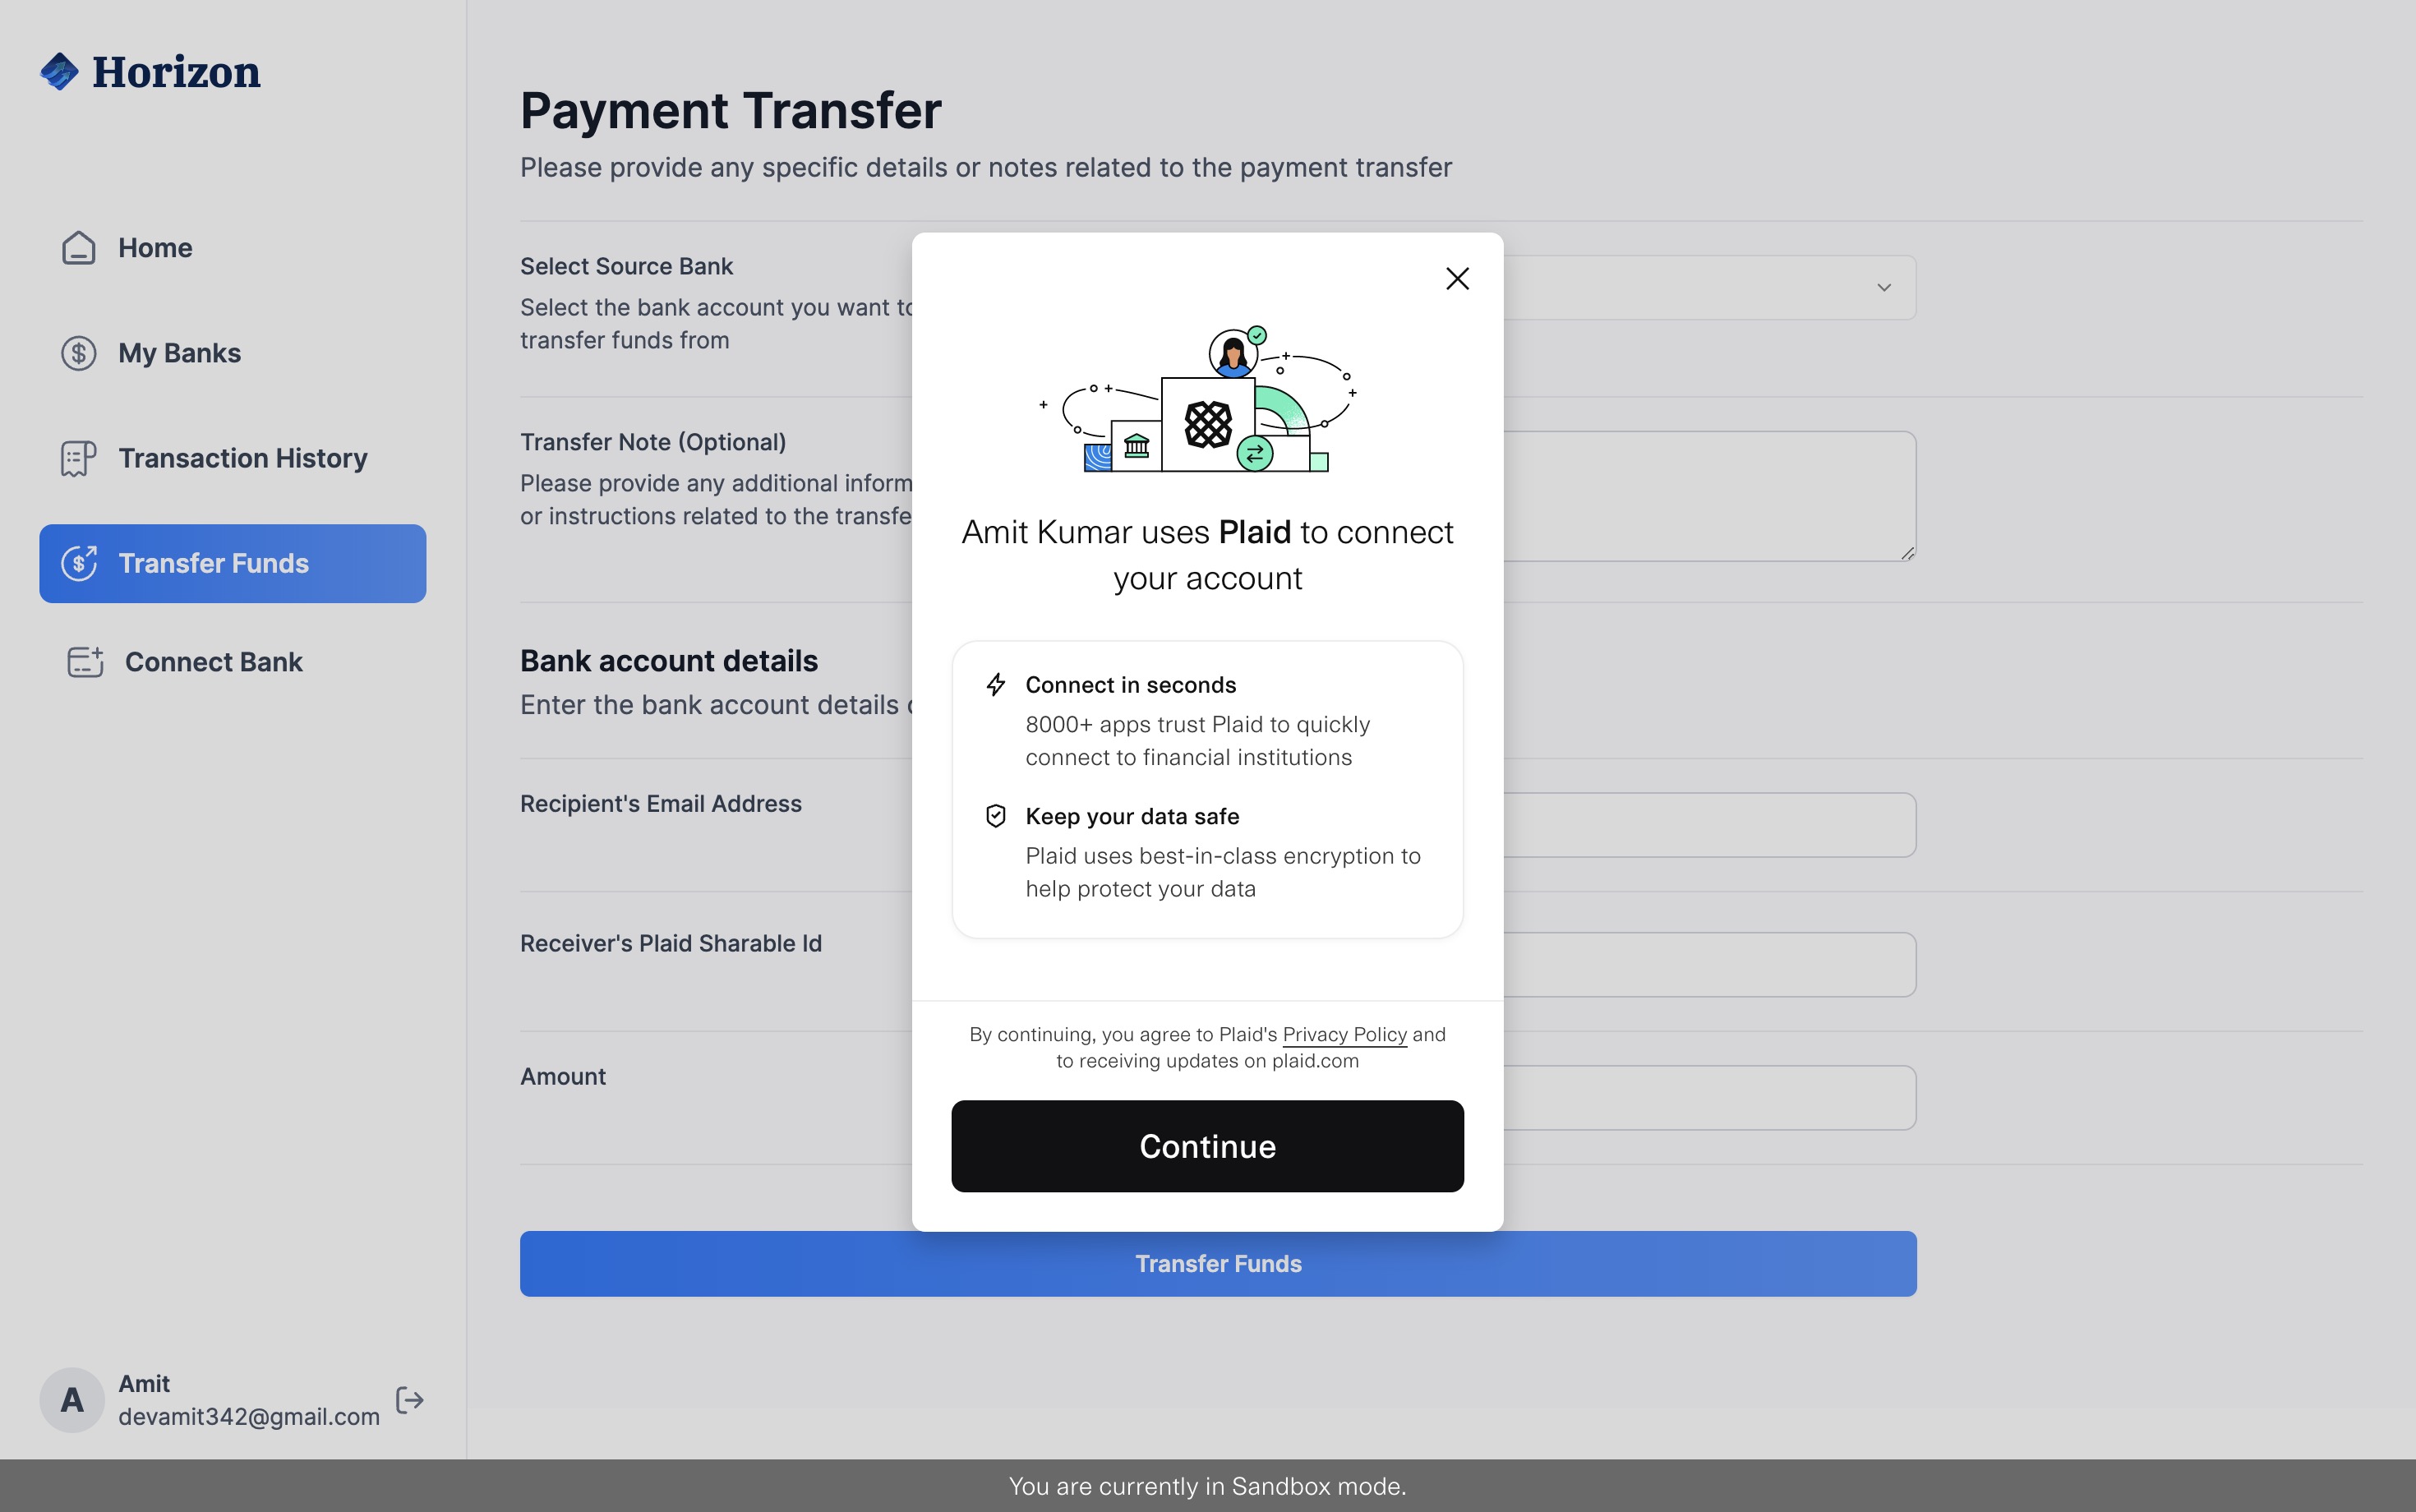 Horizon
Home
My Banks
Transaction History
Transfer Funds
Connect Bank
A
Amit
devamit342@gmail.com
Payment Transfer
Please provide any specific details or notes related to the payment transfer
Select Source Bank
Select the bank account you want to
transfer funds from
Transfer Note (Optional)
Please provide any additional inform
or instructions related to the transfe
Bank account details
Enter the bank account details
Recipient's Email Address
Receiver's Plaid Sharable Id
Amount
Transfer Funds
Amit Kumar uses Plaid to connect
your account
Connect in seconds
8000+ apps trust Plaid to quickly
connect to financial institutions
Keep your data safe
Plaid uses best-in-class encryption to
help protect your data
By continuing, you agree to Plaid's Privacy Policy and
to receiving updates on plaid.com
Continue
You are currently in Sandbox mode.